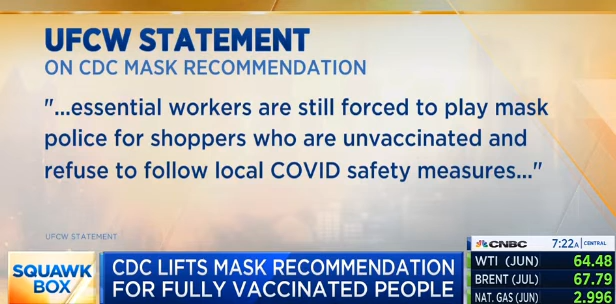 UFCW STATEMENT
ON CDC MASK RECOMMENDATION
"...essential workers are still forced to play mask
police for shoppers who are unvaccinated and
refuse to follow local COVID safety measures..."
UFCW STATEMENT
SQUAWK
BOX
CDC LIFTS MASK RECOMMENDATION
FOR FULLY VACCINATED PEOPLE
CNBC 7:22A CENTRAL
WTI (JUN) 64.48
BRENT (JUL) 67.79
NAT. GAS (JUN) 2.996